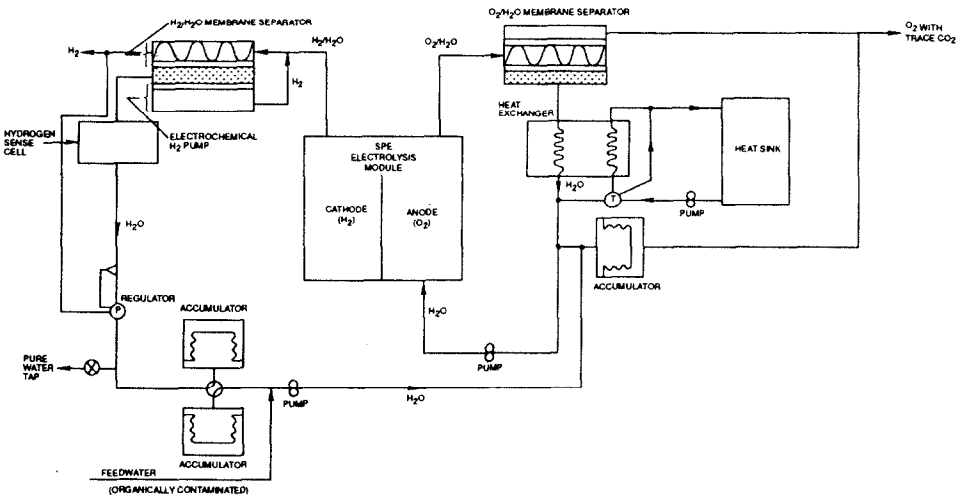 O2/H2O MEMBRANE SEPARATOR
H2/H2O MEMBRANE SEPARATOR
H2
H2/H2O
O2/H2O
O2 WITH
TRACE CO2
H2
HEAT
EXCHANGER
HYDROGEN
SENSE
CELL
ELECTROCHEMICAL
H2 PUMP
SPE
ELECTROLYSIS
MODULE
HEAT SINK
H2O
T
CATHODE
(H2)
ANODE
(O2)
PUMP
H2O
ACCUMULATOR
H2O
REGULATOR
P
ACCUMULATOR
PURE
WATER
TAP
PUMP
PUMP
H2O
ACCUMULATOR
FEEDWATER
(ORGANICALLY CONTAMINATED)